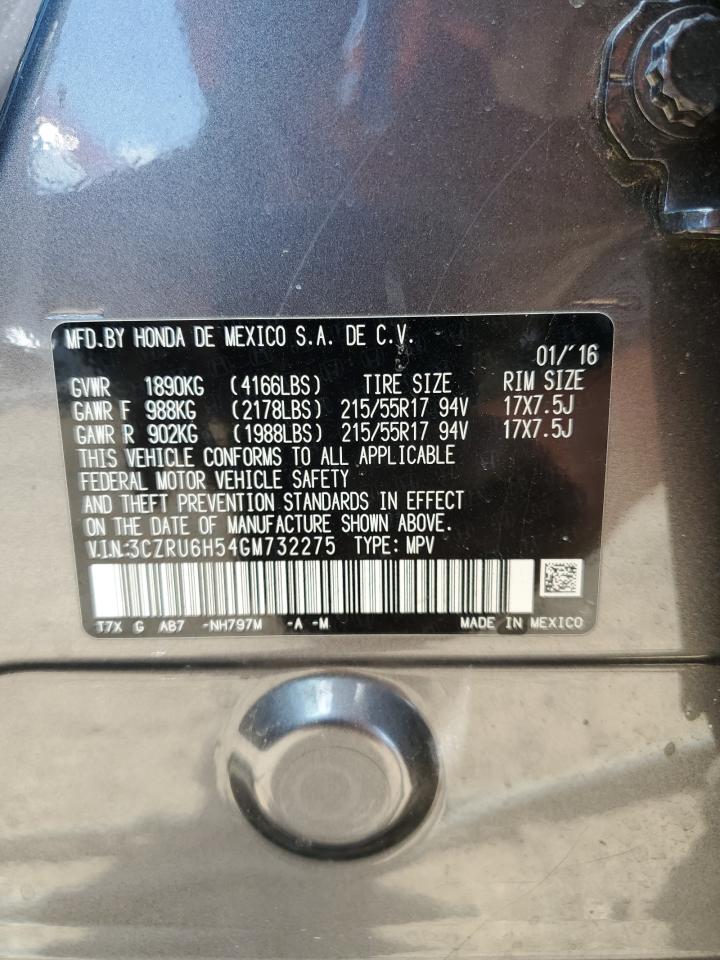 MFD.BY HONDA DE MEXICO S.A. DE C.V.
01/'16
GVWR 1890KG (4166LBS) TIRE SIZE RIM SIZE
GAWR F 988KG (2178LBS) 215/55R17 94V 17X7.5J
GAWR R 902KG (1988LBS) 215/55R17 94V 17X7.5J
THIS VEHICLE CONFORMS TO ALL APPLICABLE
FEDERAL MOTOR VEHICLE SAFETY
AND THEFT PREVENTION STANDARDS IN EFFECT
ON THE DATE OF MANUFACTURE SHOWN ABOVE.
V.I.N:3CZRU6H54GM732275 TYPE: MPV
T7X G AB7 -NH797M -A -M MADE IN MEXICO